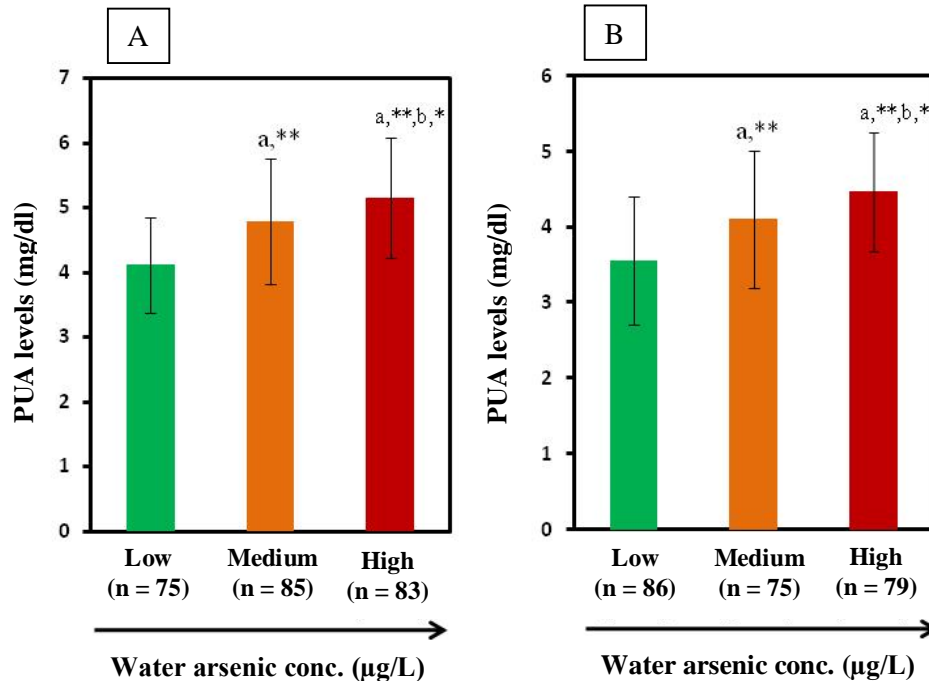 A
PUA levels (mg/dl)
7
6
5
4
3
2
1
0
a,**
a,**,b,*
Low
(n = 75)
Medium
(n = 85)
High
(n = 83)
Water arsenic conc. (µg/L)
B
PUA levels (mg/dl)
6
5
4
3
2
1
0
a,**
a,**,b,*
Low
(n = 86)
Medium
(n = 75)
High
(n = 79)
Water arsenic conc. (µg/L)